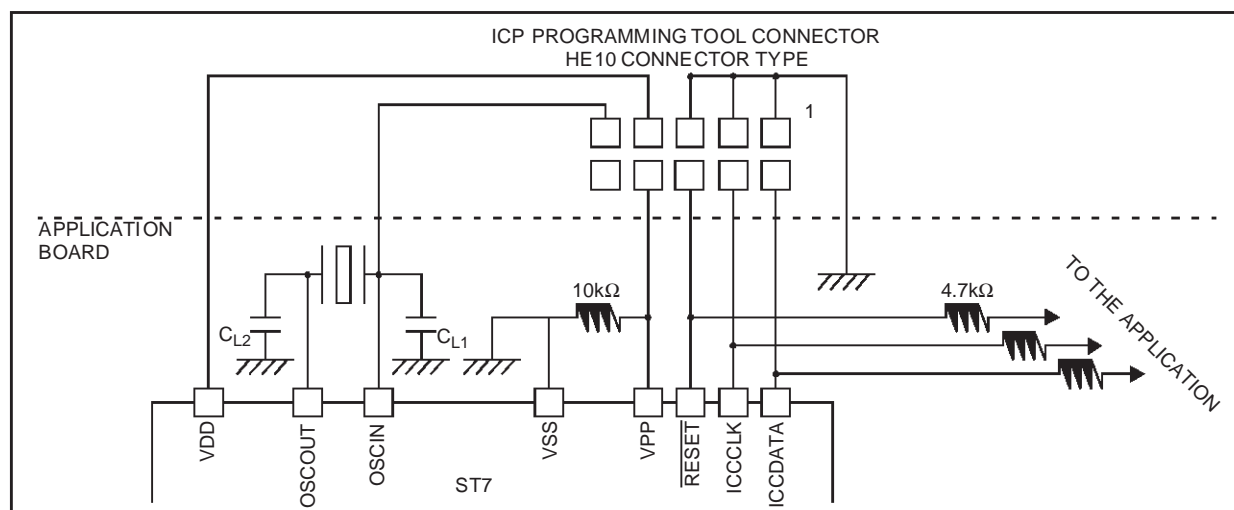 ICP PROGRAMMING TOOL CONNECTOR
HE10 CONNECTOR TYPE
1
APPLICATION
BOARD
10kΩ
4.7kΩ
TO THE APPLICATION
CL2
CL1
VDD
OSCOUT
OSCIN
VSS
VPP
RESET
ICCCLK
ICCDATA
ST7